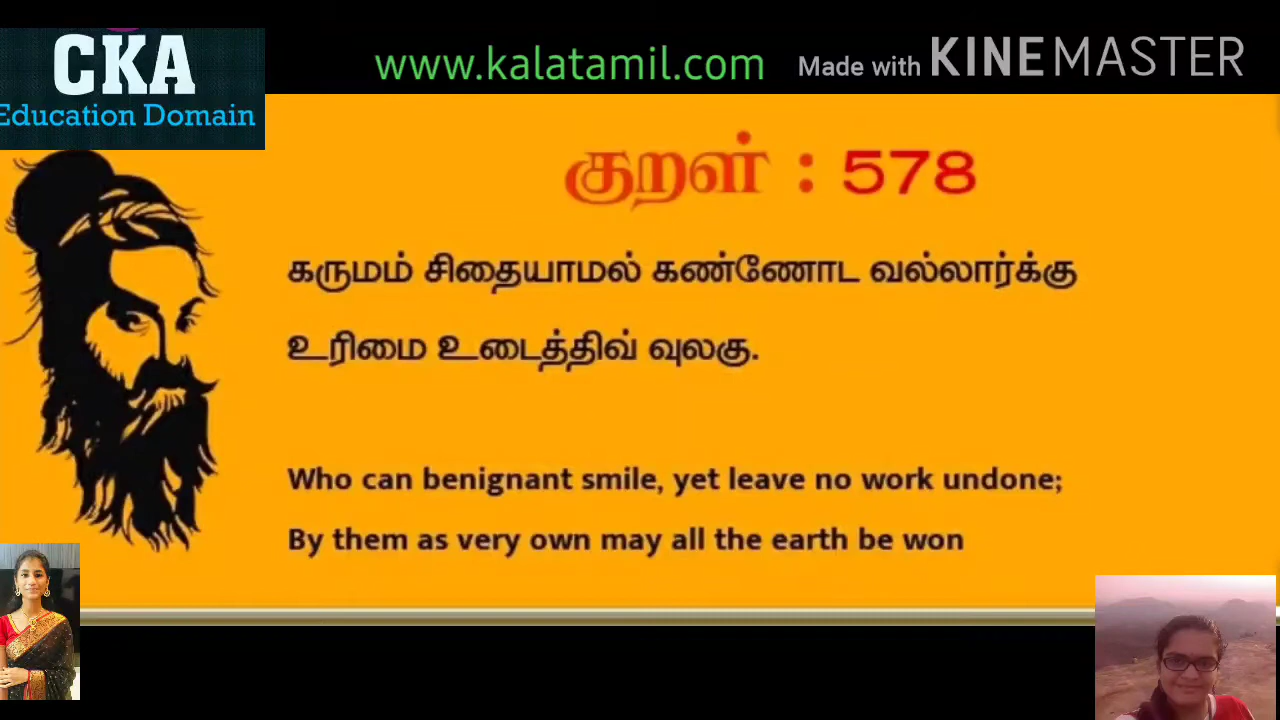 CKA
Education Domain
www.kalatamil.com
Made with KINEMASTER
குறள் : 578
கருமம் சிதையாமல் கண்ணோட வல்லார்க்கு
உரிமை உடைத்திவ் வுலகு.
Who can benignant smile, yet leave no work undone;
By them as very own may all the earth be won